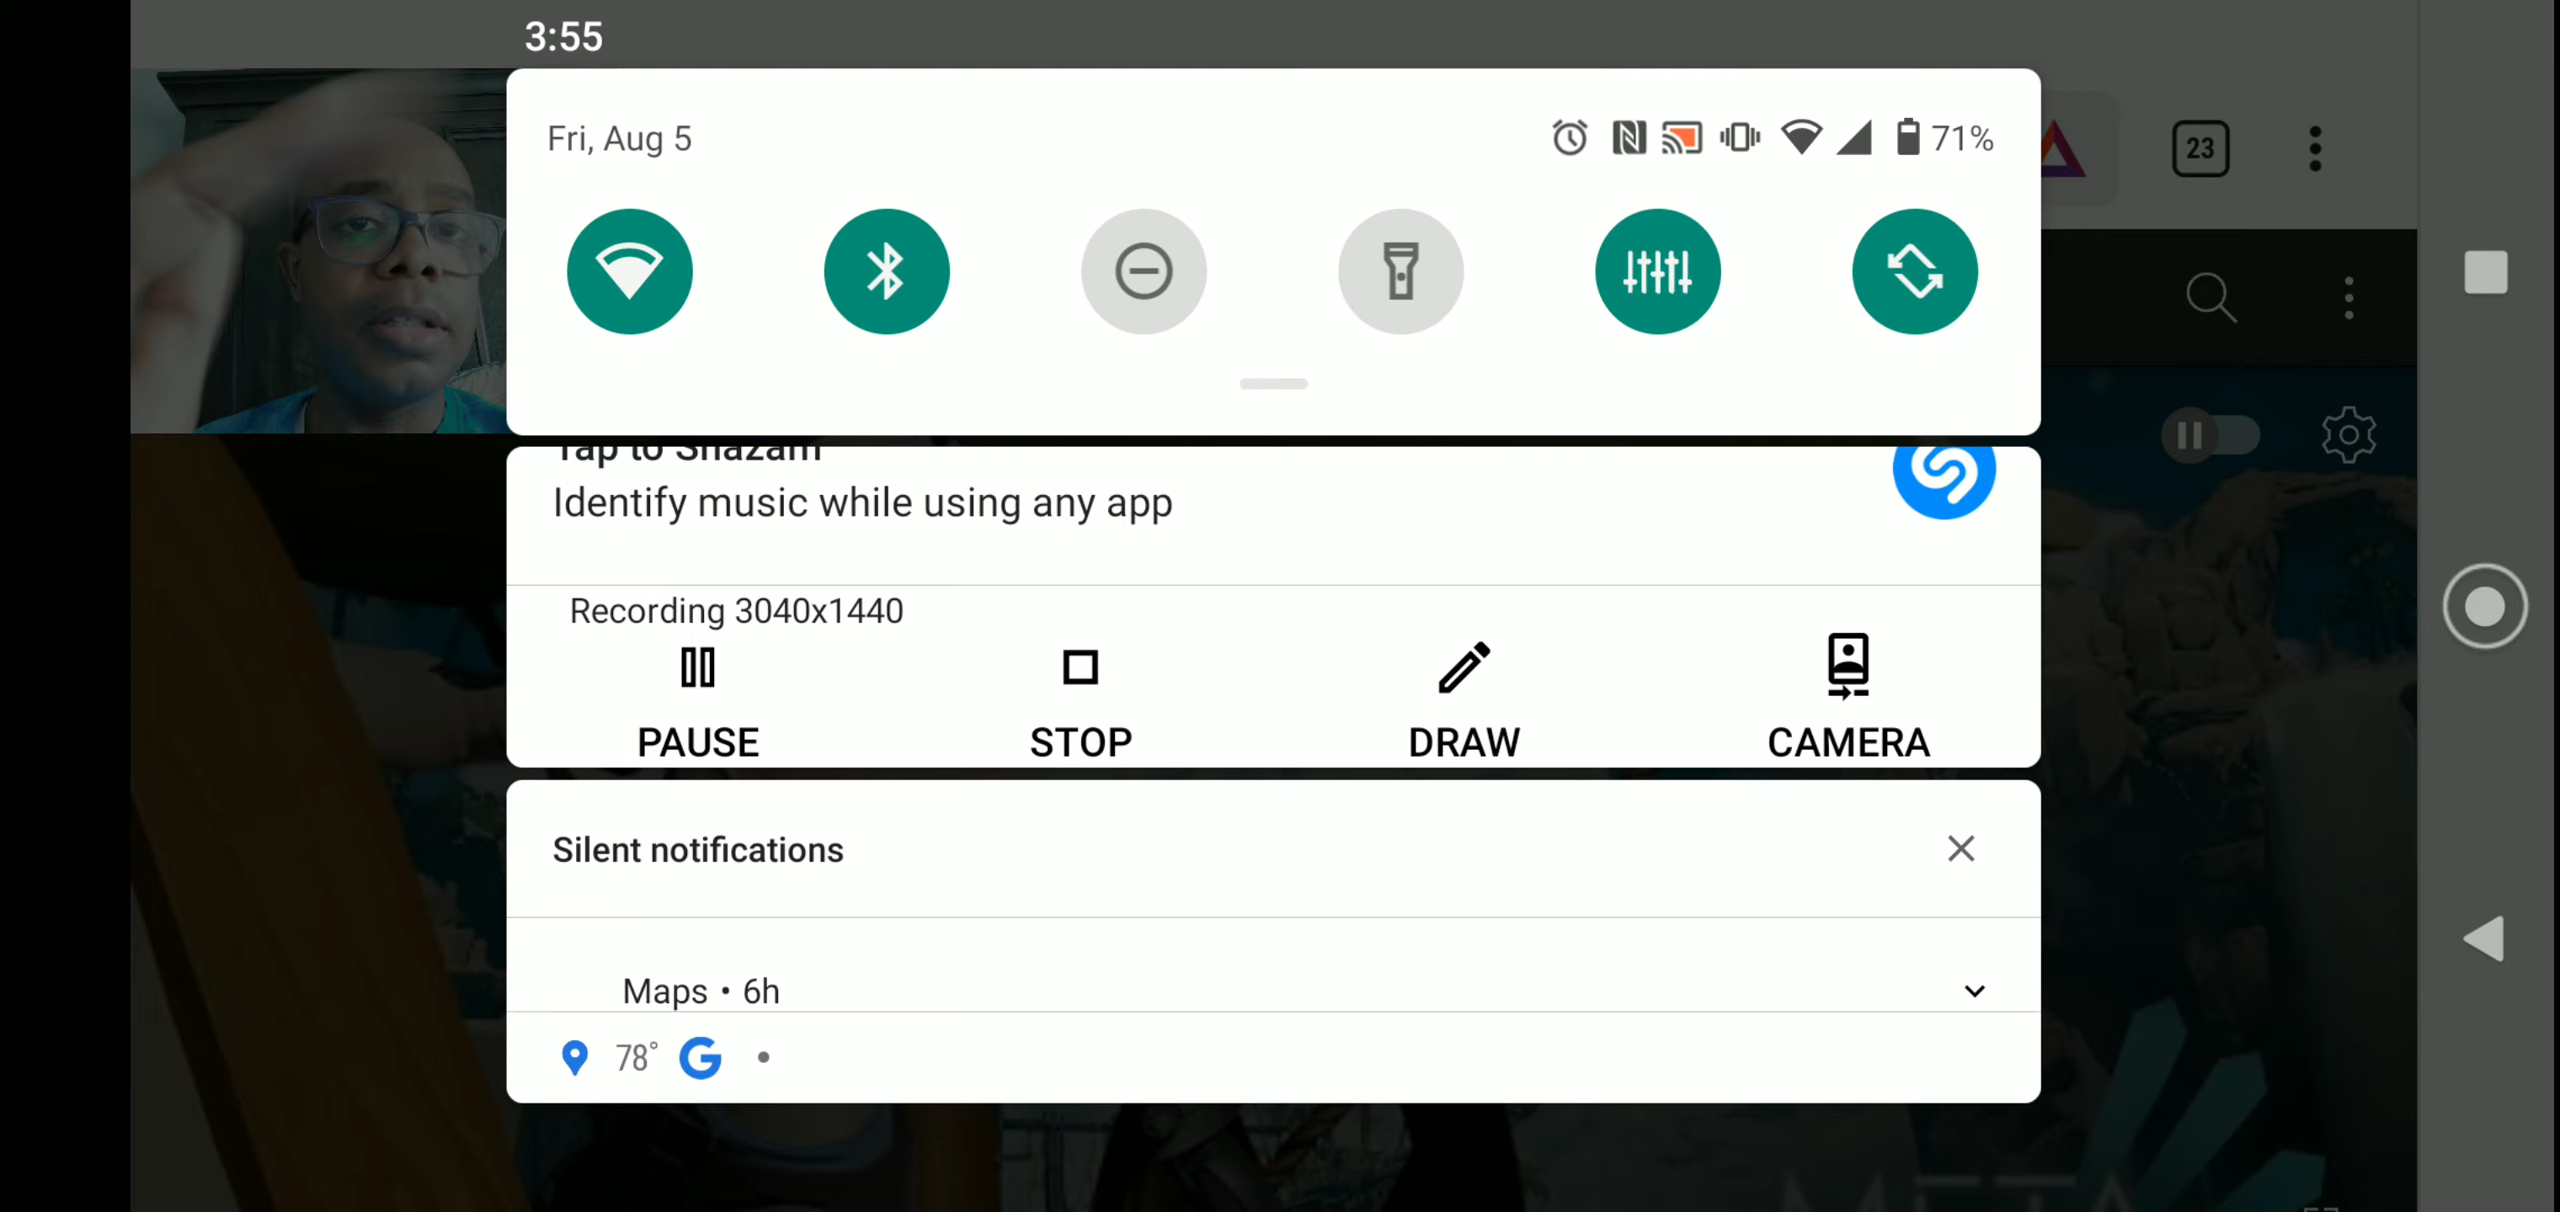 3:55
Fri, Aug 5
71%
23
Tap to Shazam
Identify music while using any app
Recording 3040x1440
PAUSE
STOP
DRAW
CAMERA
Silent notifications
Maps • 6h
78°
META